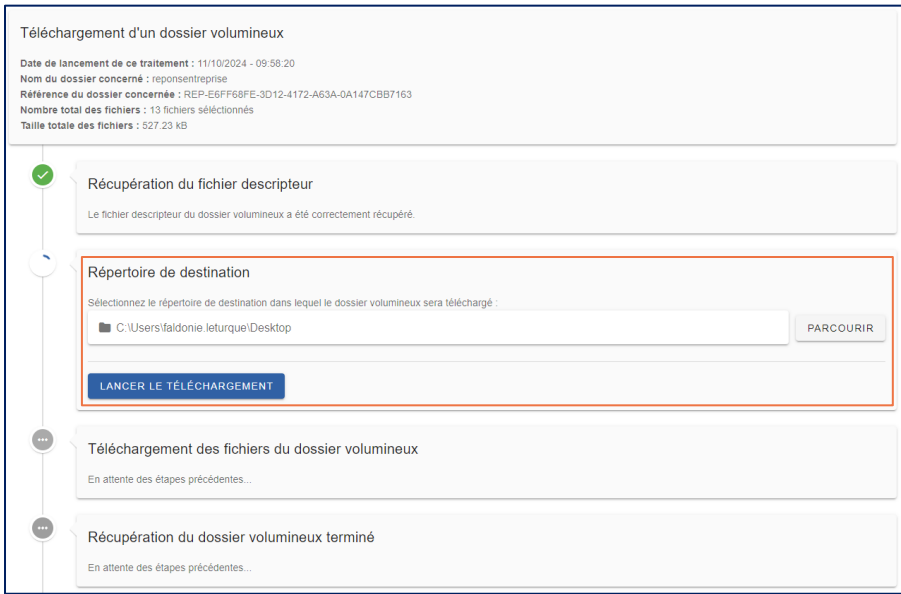 Téléchargement d'un dossier volumineux
Date de lancement de ce traitement : 11/10/2024 - 09:58:20
Nom du dossier concerné : reponsentreprise
Référence du dossier concernée : REP-E6FF68FE-3D12-4172-A63A-0A147CBB7163
Nombre total des fichiers : 13 fichiers séléctionnés
Taille totale des fichiers : 527.23 kB
Récupération du fichier descripteur
Le fichier descripteur du dossier volumineux a été correctement récupéré.
Répertoire de destination
Sélectionnez le répertoire de destination dans lequel le dossier volumineux sera téléchargé :
C:\Users\faldonie.leturque\Desktop
PARCOURIR
LANCER LE TÉLÉCHARGEMENT
Téléchargement des fichiers du dossier volumineux
En attente des étapes précédentes...
Récupération du dossier volumineux terminé
En attente des étapes précédentes...